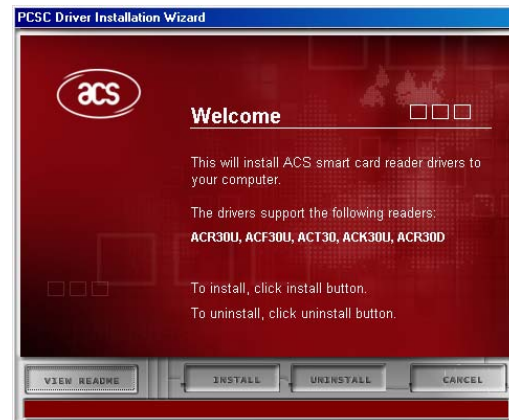 PCSC Driver Installation Wizard
acs
Welcome
This will install ACS smart card reader drivers to
your computer.
The drivers support the following readers:
ACR30U, ACF30U, ACT30, ACK30U, ACR30D
To install, click install button.
To uninstall, click uninstall button.
VIEW README
INSTALL
UNINSTALL
CANCEL